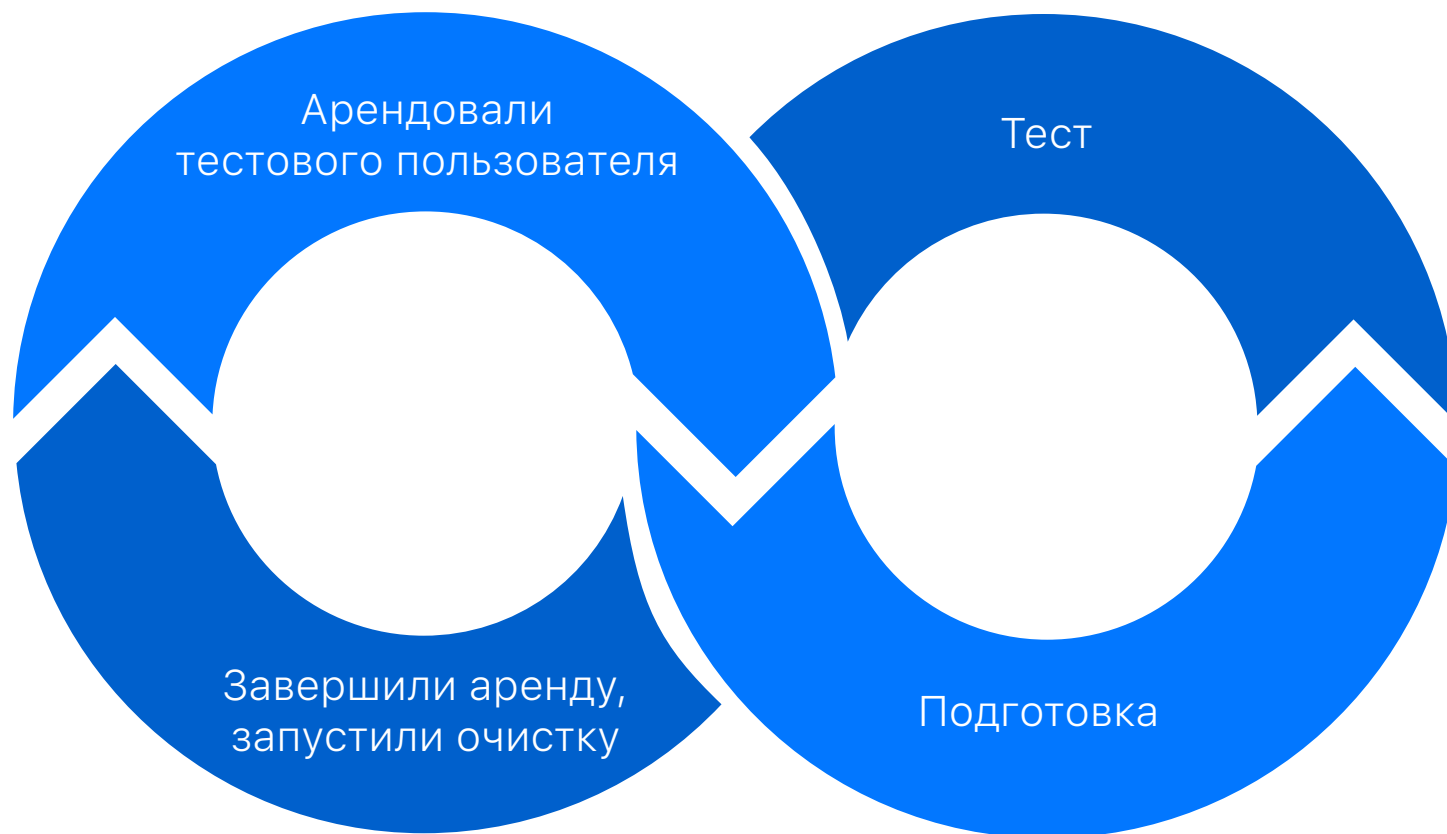 Арендовали
тестового пользователя
Тест
Завершили аренду,
запустили очистку
Подготовка